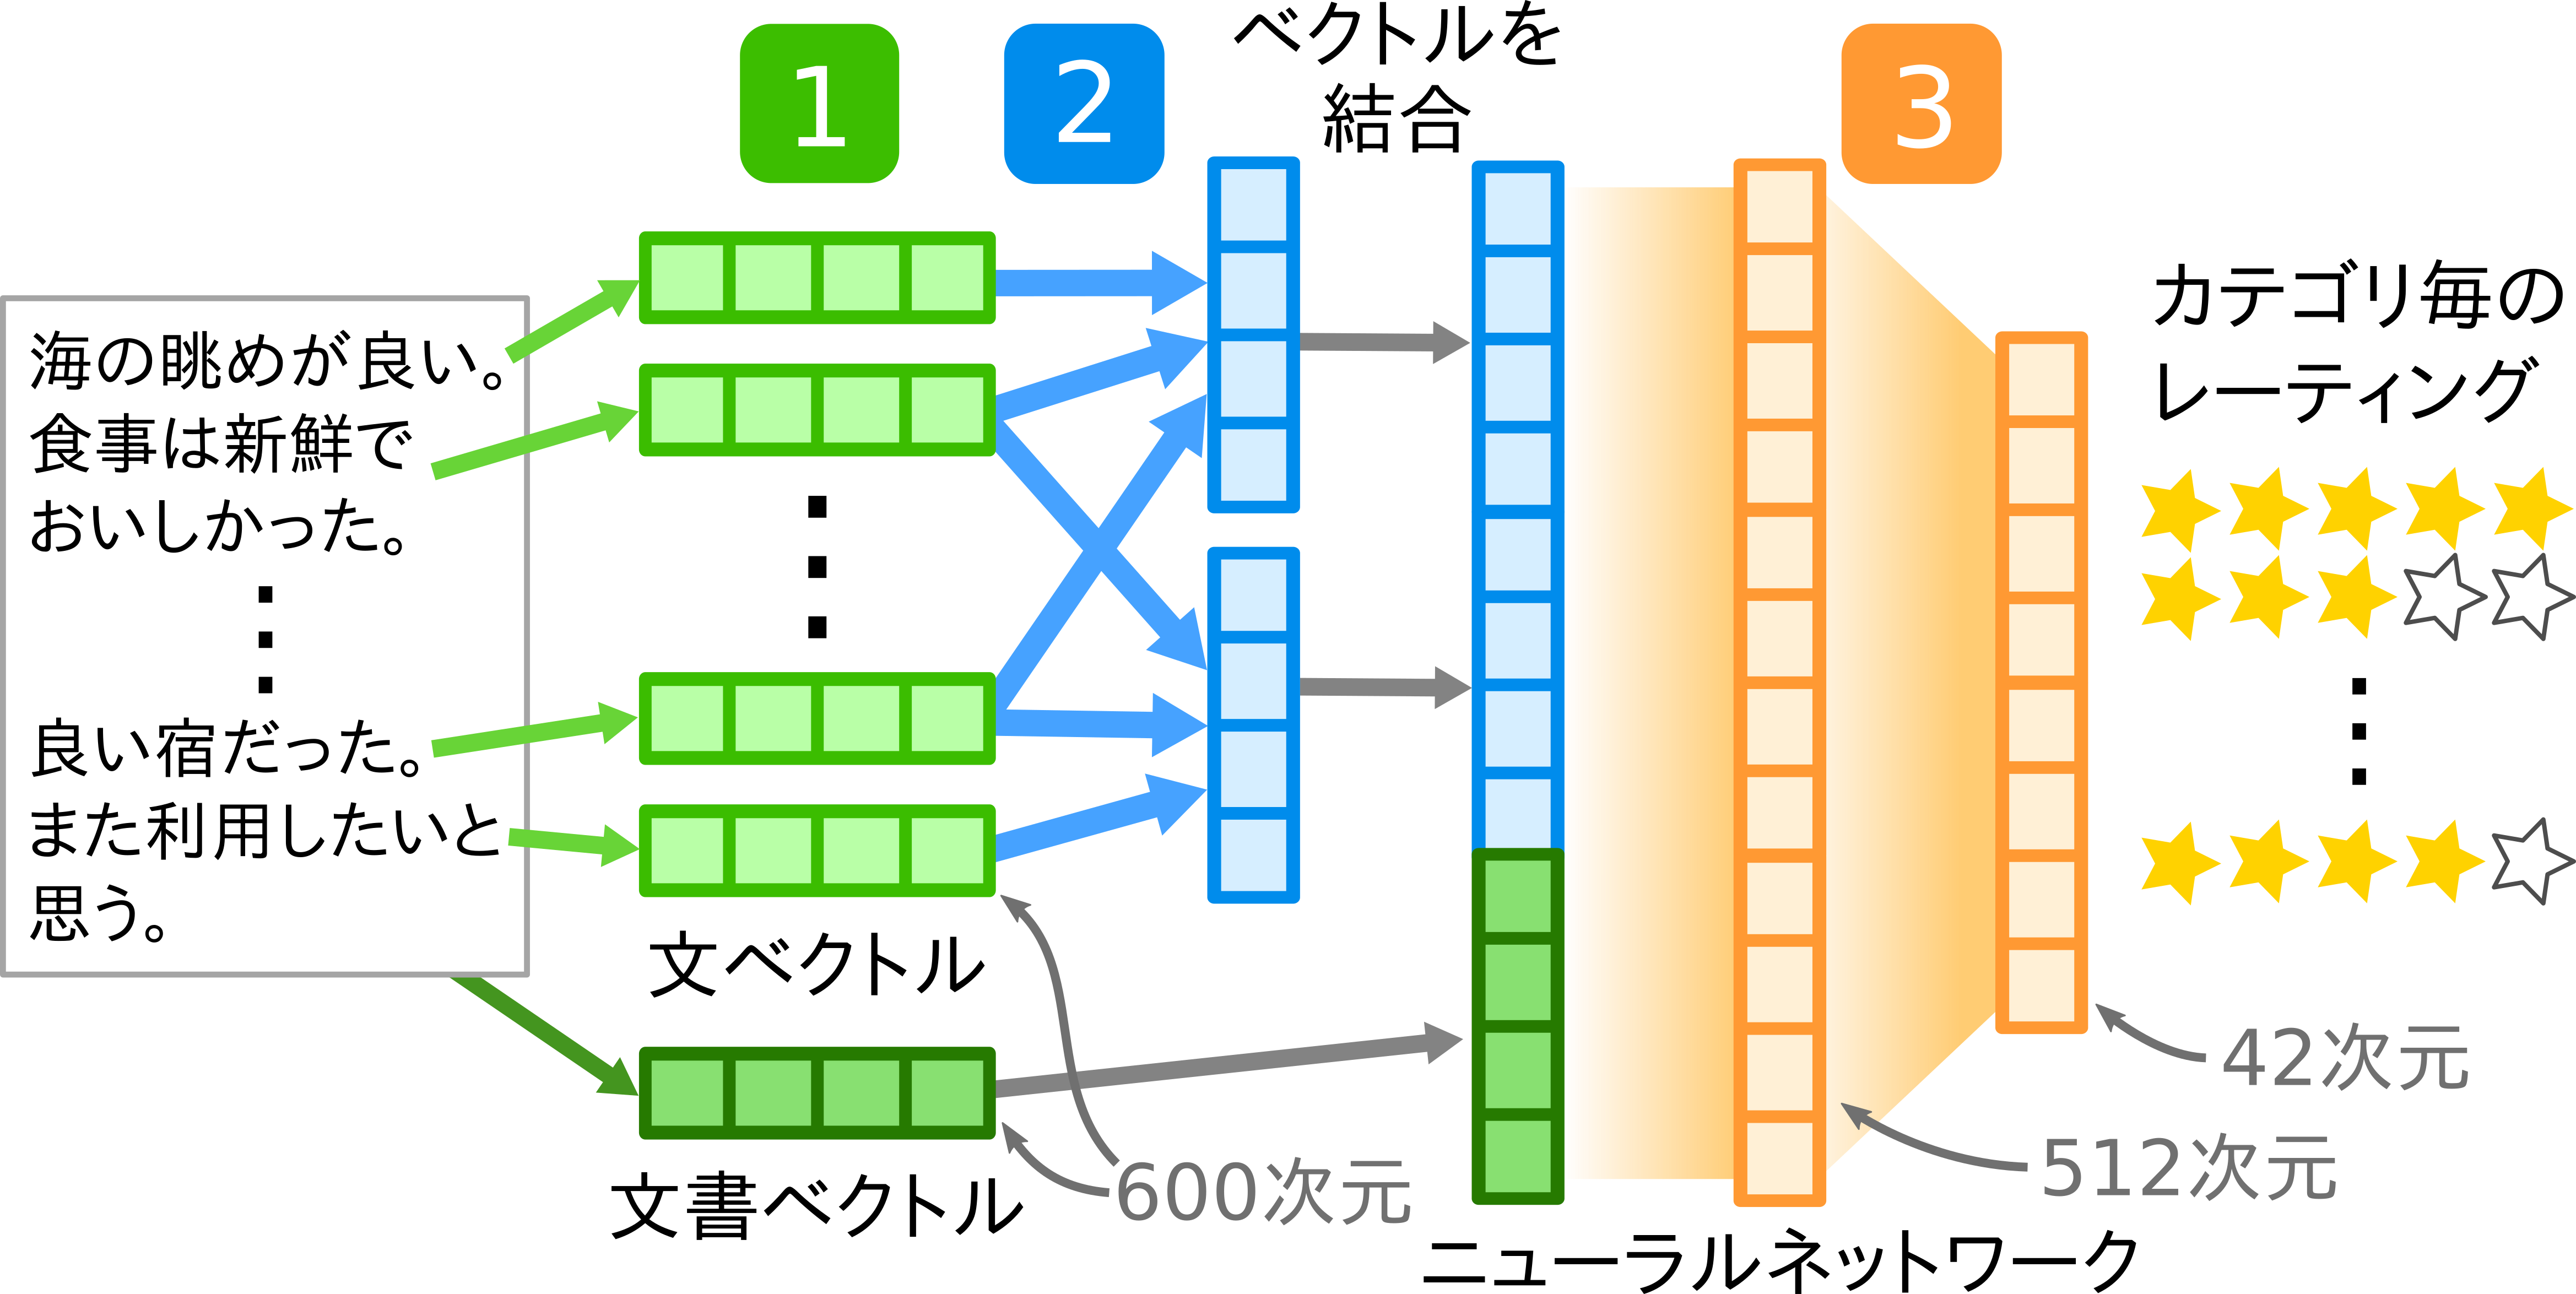 1
2
ベクトルを
結合
3
海の眺めが良い。
食事は新鮮で
おいしかった。
良い宿だった。
また利用したいと
思う。
文ベクトル
文書ベクトル
600次元
カテゴリ毎の
レーティング
42次元
512次元
ニューラルネットワーク